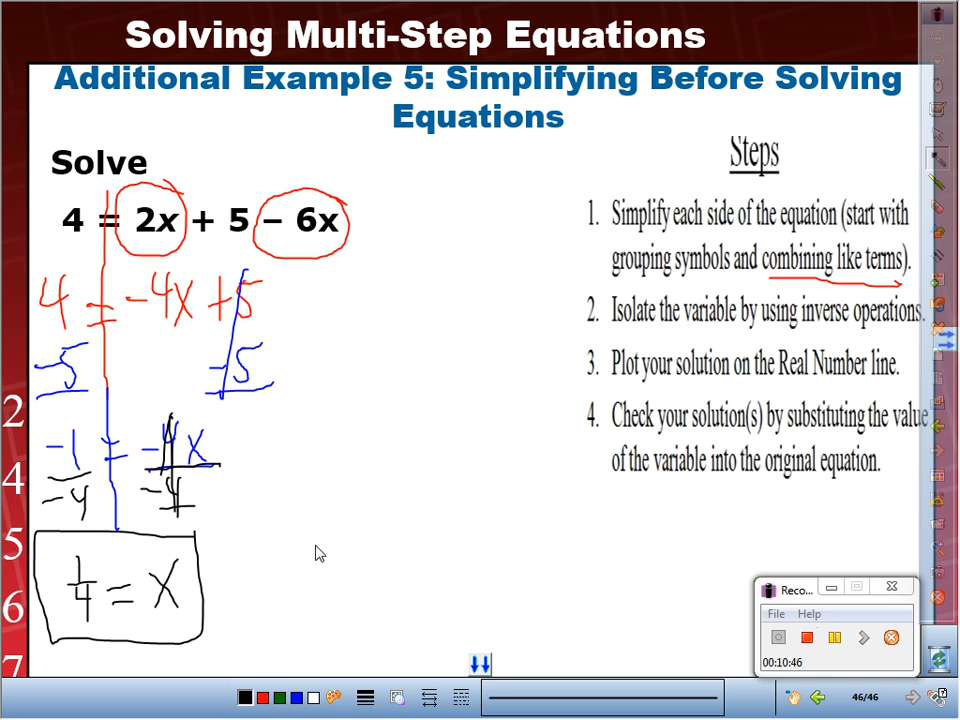 Solving Multi-Step Equations
Additional Example 5: Simplifying Before Solving
Equations
Solve
4 = 2x + 5 – 6x
4 = -4x + 5
-5 -5
-1 = -4x
-4 -4
1/4 = x
Steps
1. Simplify each side of the equation (start with
grouping symbols and combining like terms).
2. Isolate the variable by using inverse operations.
3. Plot your solution on the Real Number line.
4. Check your solution(s) by substituting the value
of the variable into the original equation.
2
4
5
6
7
Reco...
File Help
00:10:46
46/46